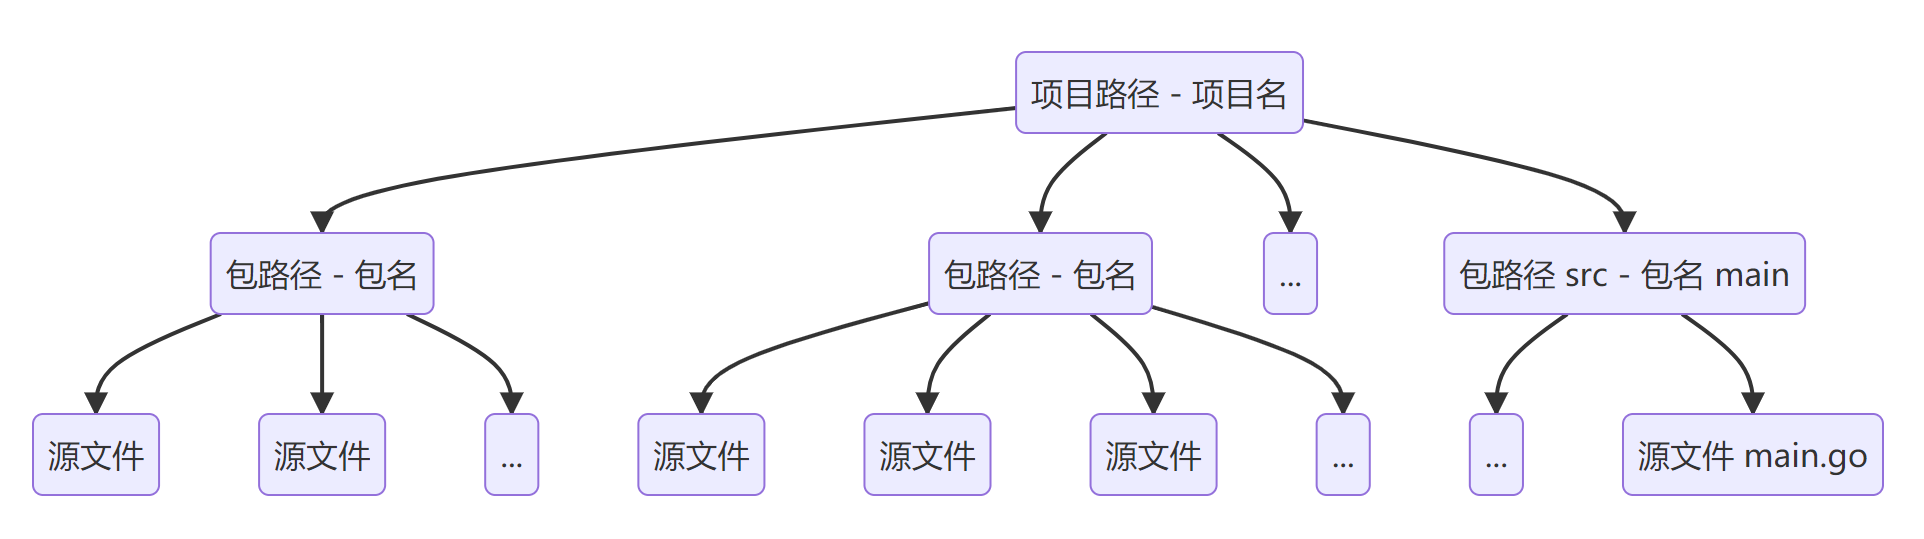 项目路径 - 项目名
包路径 - 包名
包路径 - 包名
...
包路径 src - 包名 main
源文件
源文件
...
源文件
源文件
源文件
...
...
源文件 main.go